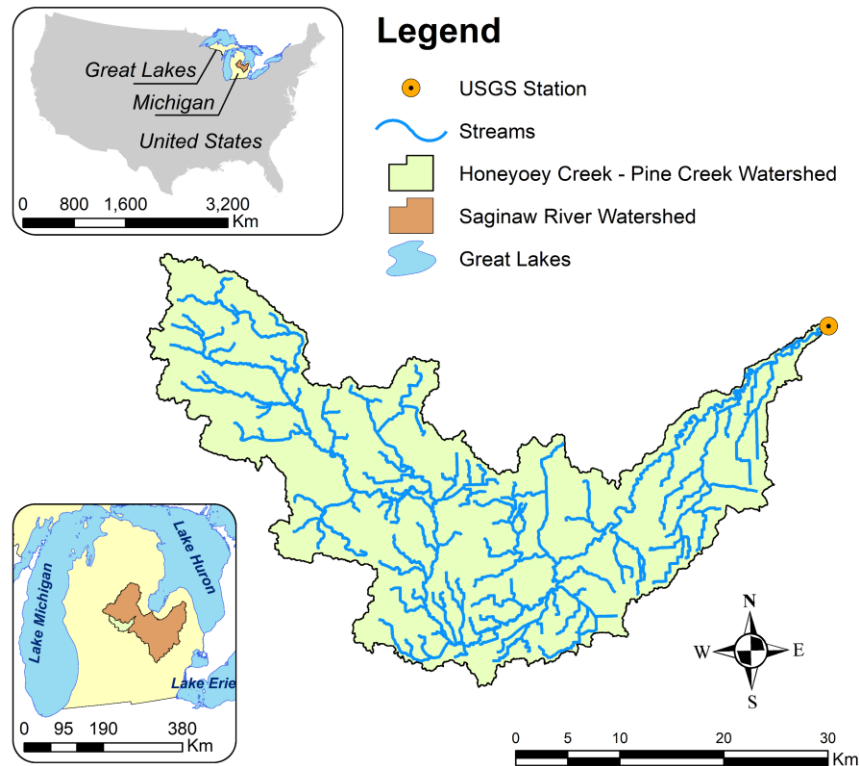 Legend
USGS Station
Streams
Honeyoey Creek - Pine Creek Watershed
Saginaw River Watershed
Great Lakes
Great Lakes
Michigan
United States
0 800 1,600 3,200
Km
Lake Michigan
Lake Huron
Lake Erie
0 95 190 380
Km
N
W E
S
0 5 10 20 30
Km